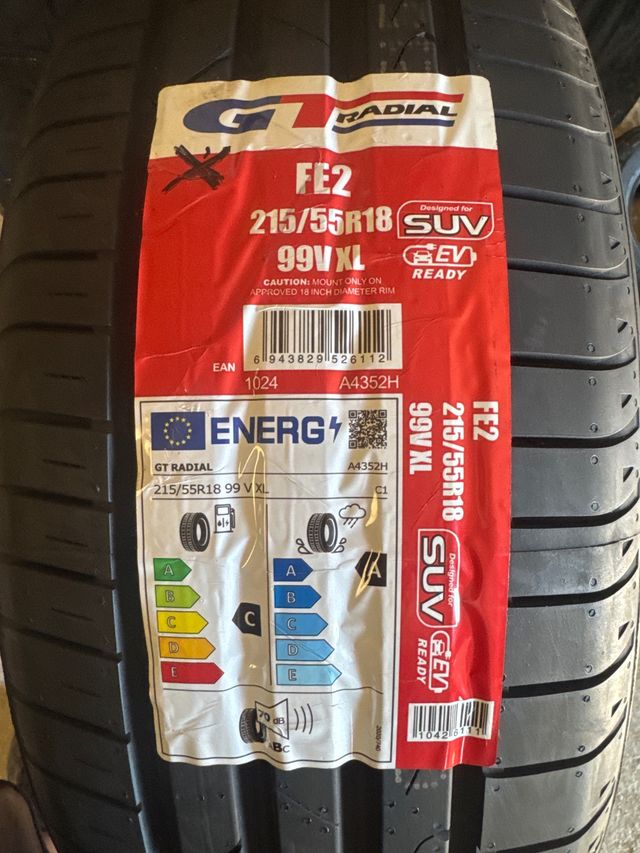 GT RADIAL
FE2
215/55R18
99V XL
Designed for
SUV
EV
READY
CAUTION: MOUNT ONLY ON
APPROVED 18 INCH DIAMETER RIM
EAN
6 943829 526112
1024 A4352H
ENERG
GT RADIAL A4352H
215/55R18 99 V XL C1
A
B
C
D
E
C
A
B
C
D
E
A
70 dB
ABC
2020/740
FE2
215/55R18
99V XL
Designed for
SUV
EV
READY